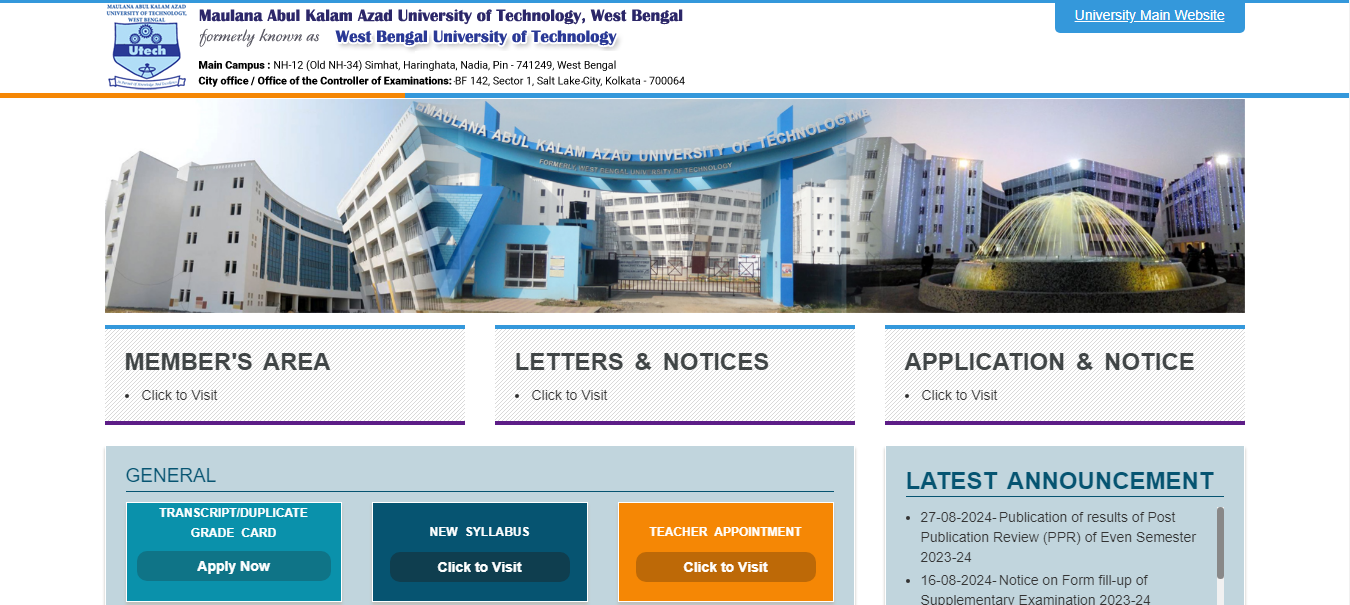 MAULANA ABUL KALAM AZAD
UNIVERSITY OF TECHNOLOGY,
WEST BENGAL
Utech
Maulana Abul Kalam Azad University of Technology, West Bengal
formerly known as West Bengal University of Technology
Main Campus : NH-12 (Old NH-34) Simhat, Haringhata, Nadia, Pin - 741249, West Bengal
City office / Office of the Controller of Examinations: BF 142, Sector 1, Salt Lake City, Kolkata - 700064
University Main Website
MAULANA ABUL KALAM AZAD UNIVERSITY OF TECHNOLOGY
FORMERLY WEST BENGAL UNIVERSITY OF TECHNOLOGY
MEMBER'S AREA
• Click to Visit
LETTERS & NOTICES
• Click to Visit
APPLICATION & NOTICE
• Click to Visit
GENERAL
TRANSCRIPT/DUPLICATE
GRADE CARD
Apply Now
NEW SYLLABUS
Click to Visit
TEACHER APPOINTMENT
Click to Visit
LATEST ANNOUNCEMENT
• 27-08-2024- Publication of results of Post
Publication Review (PPR) of Even Semester
2023-24
• 16-08-2024- Notice on Form fill-up of
Supplementary Examination 2023-24